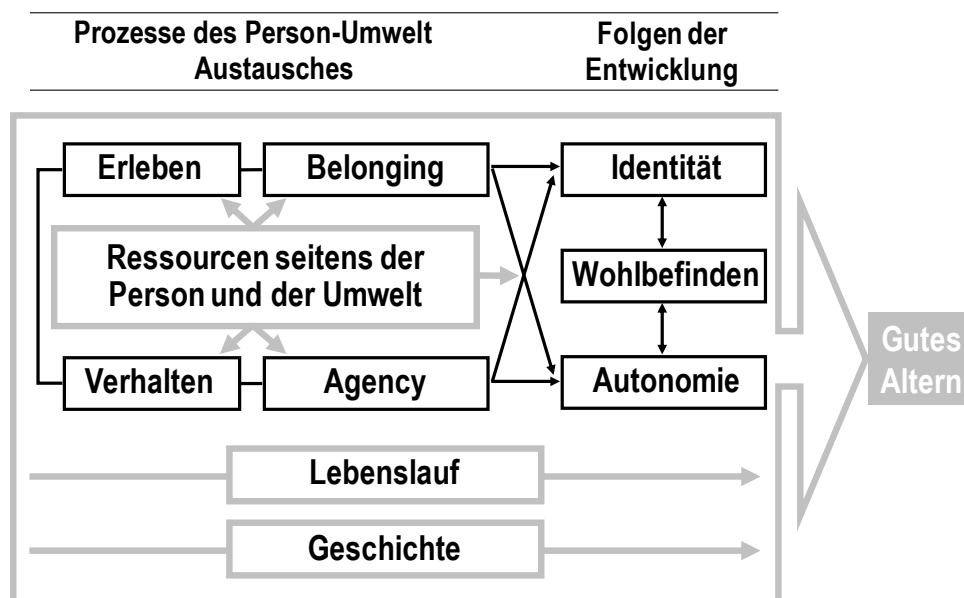 Prozesse des Person-Umwelt
Austausches
Folgen der
Entwicklung
Erleben
Belonging
Identität
Ressourcen seitens der
Person und der Umwelt
Wohlbefinden
Verhalten
Agency
Autonomie
Gutes
Altern
Lebenslauf
Geschichte